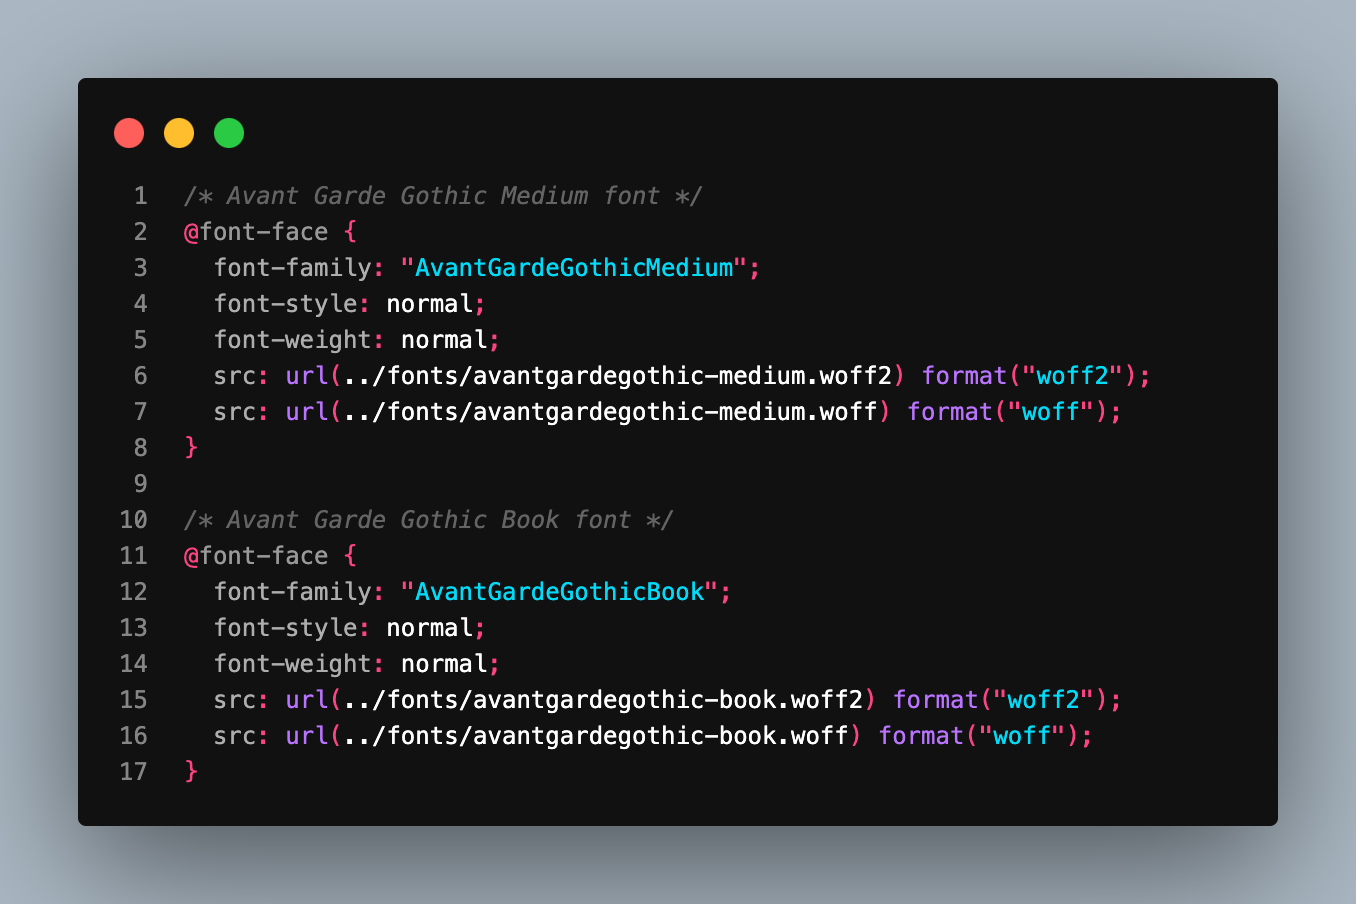 1 /* Avant Garde Gothic Medium font */
2 @font-face {
3   font-family: "AvantGardeGothicMedium";
4   font-style: normal;
5   font-weight: normal;
6   src: url(../fonts/avantgardegothic-medium.woff2) format("woff2");
7   src: url(../fonts/avantgardegothic-medium.woff) format("woff");
8 }
9
10 /* Avant Garde Gothic Book font */
11 @font-face {
12   font-family: "AvantGardeGothicBook";
13   font-style: normal;
14   font-weight: normal;
15   src: url(../fonts/avantgardegothic-book.woff2) format("woff2");
16   src: url(../fonts/avantgardegothic-book.woff) format("woff");
17 }